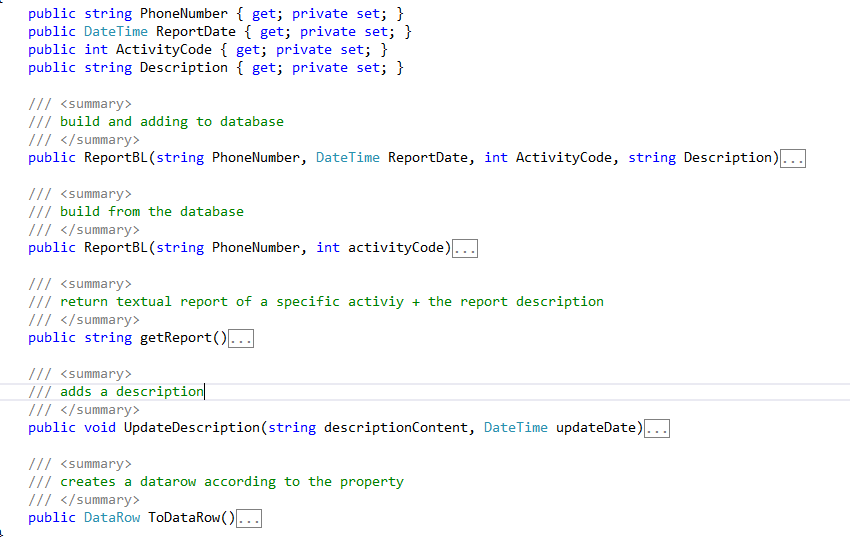 public string PhoneNumber { get; private set; }
public DateTime ReportDate { get; private set; }
public int ActivityCode { get; private set; }
public string Description { get; private set; }
/// <summary>
/// build and adding to database
/// </summary>
public ReportBL(string PhoneNumber, DateTime ReportDate, int ActivityCode, string Description)...
/// <summary>
/// build from the database
/// </summary>
public ReportBL(string PhoneNumber, int activityCode)...
/// <summary>
/// return textual report of a specific activiy + the report description
/// </summary>
public string getReport()...
/// <summary>
/// adds a description
/// </summary>
public void UpdateDescription(string descriptionContent, DateTime updateDate)...
/// <summary>
/// creates a datarow according to the property
/// </summary>
public DataRow ToDataRow()...